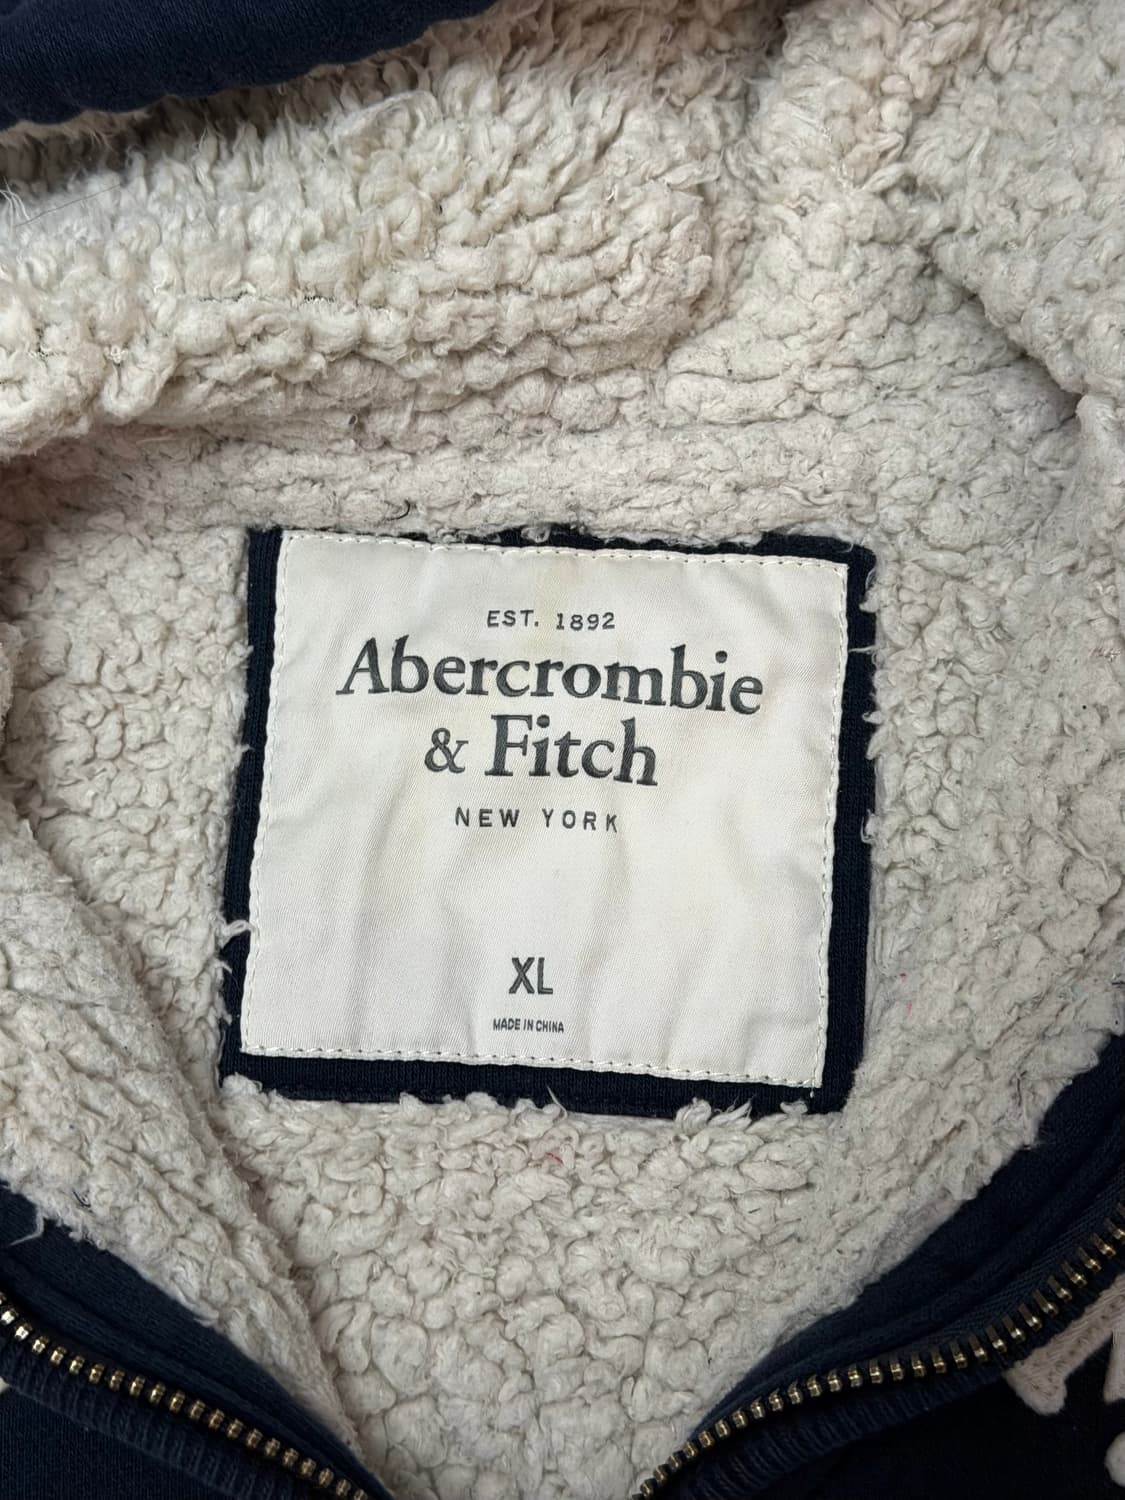 EST. 1892
Abercrombie
& Fitch
NEW YORK
XL
MADE IN CHINA